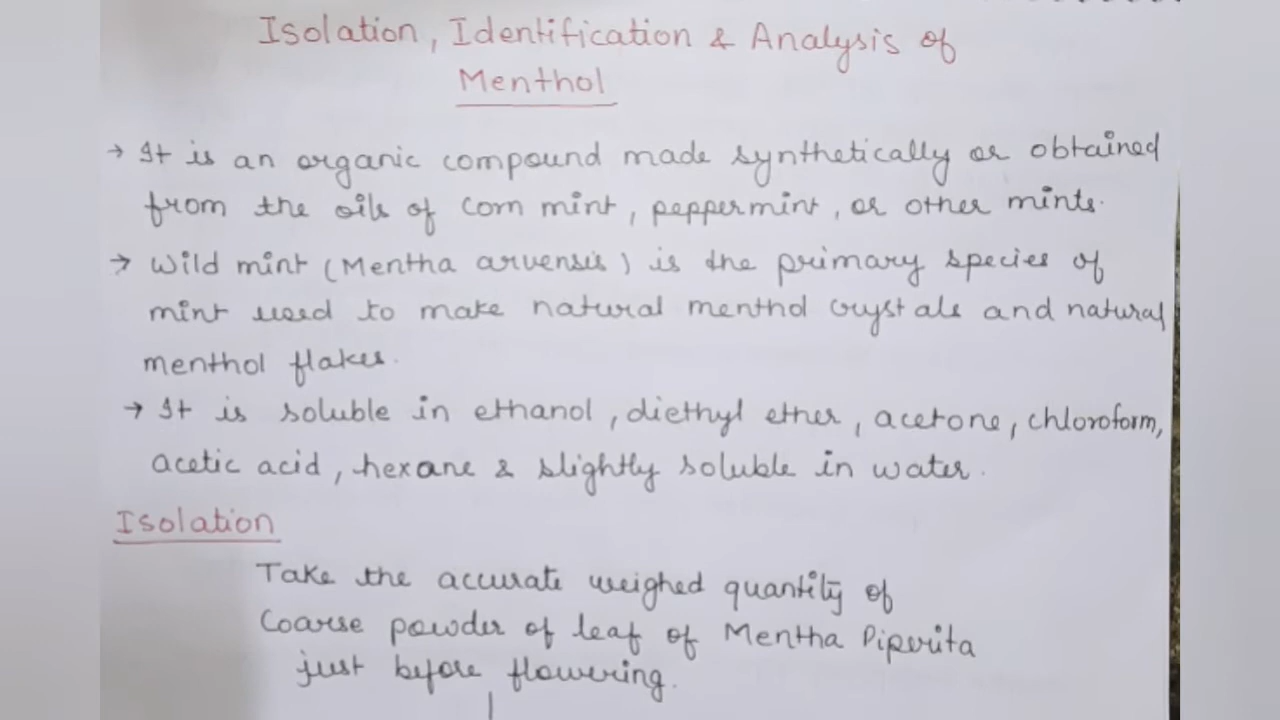 Isolation, Identification & Analysis of
Menthol
→ It is an organic compound made synthetically or obtained
from the oils of corn mint, peppermint, or other mints.
→ Wild mint (Mentha arvensis) is the primary species of
mint used to make natural menthol crystals and natural
menthol flakes.
→ It is soluble in ethanol, diethyl ether, acetone, chloroform,
acetic acid, hexane & slightly soluble in water.
Isolation
Take the accurate weighed quantity of
Coarse powder of leaf of Mentha Piperita
just before flowering.